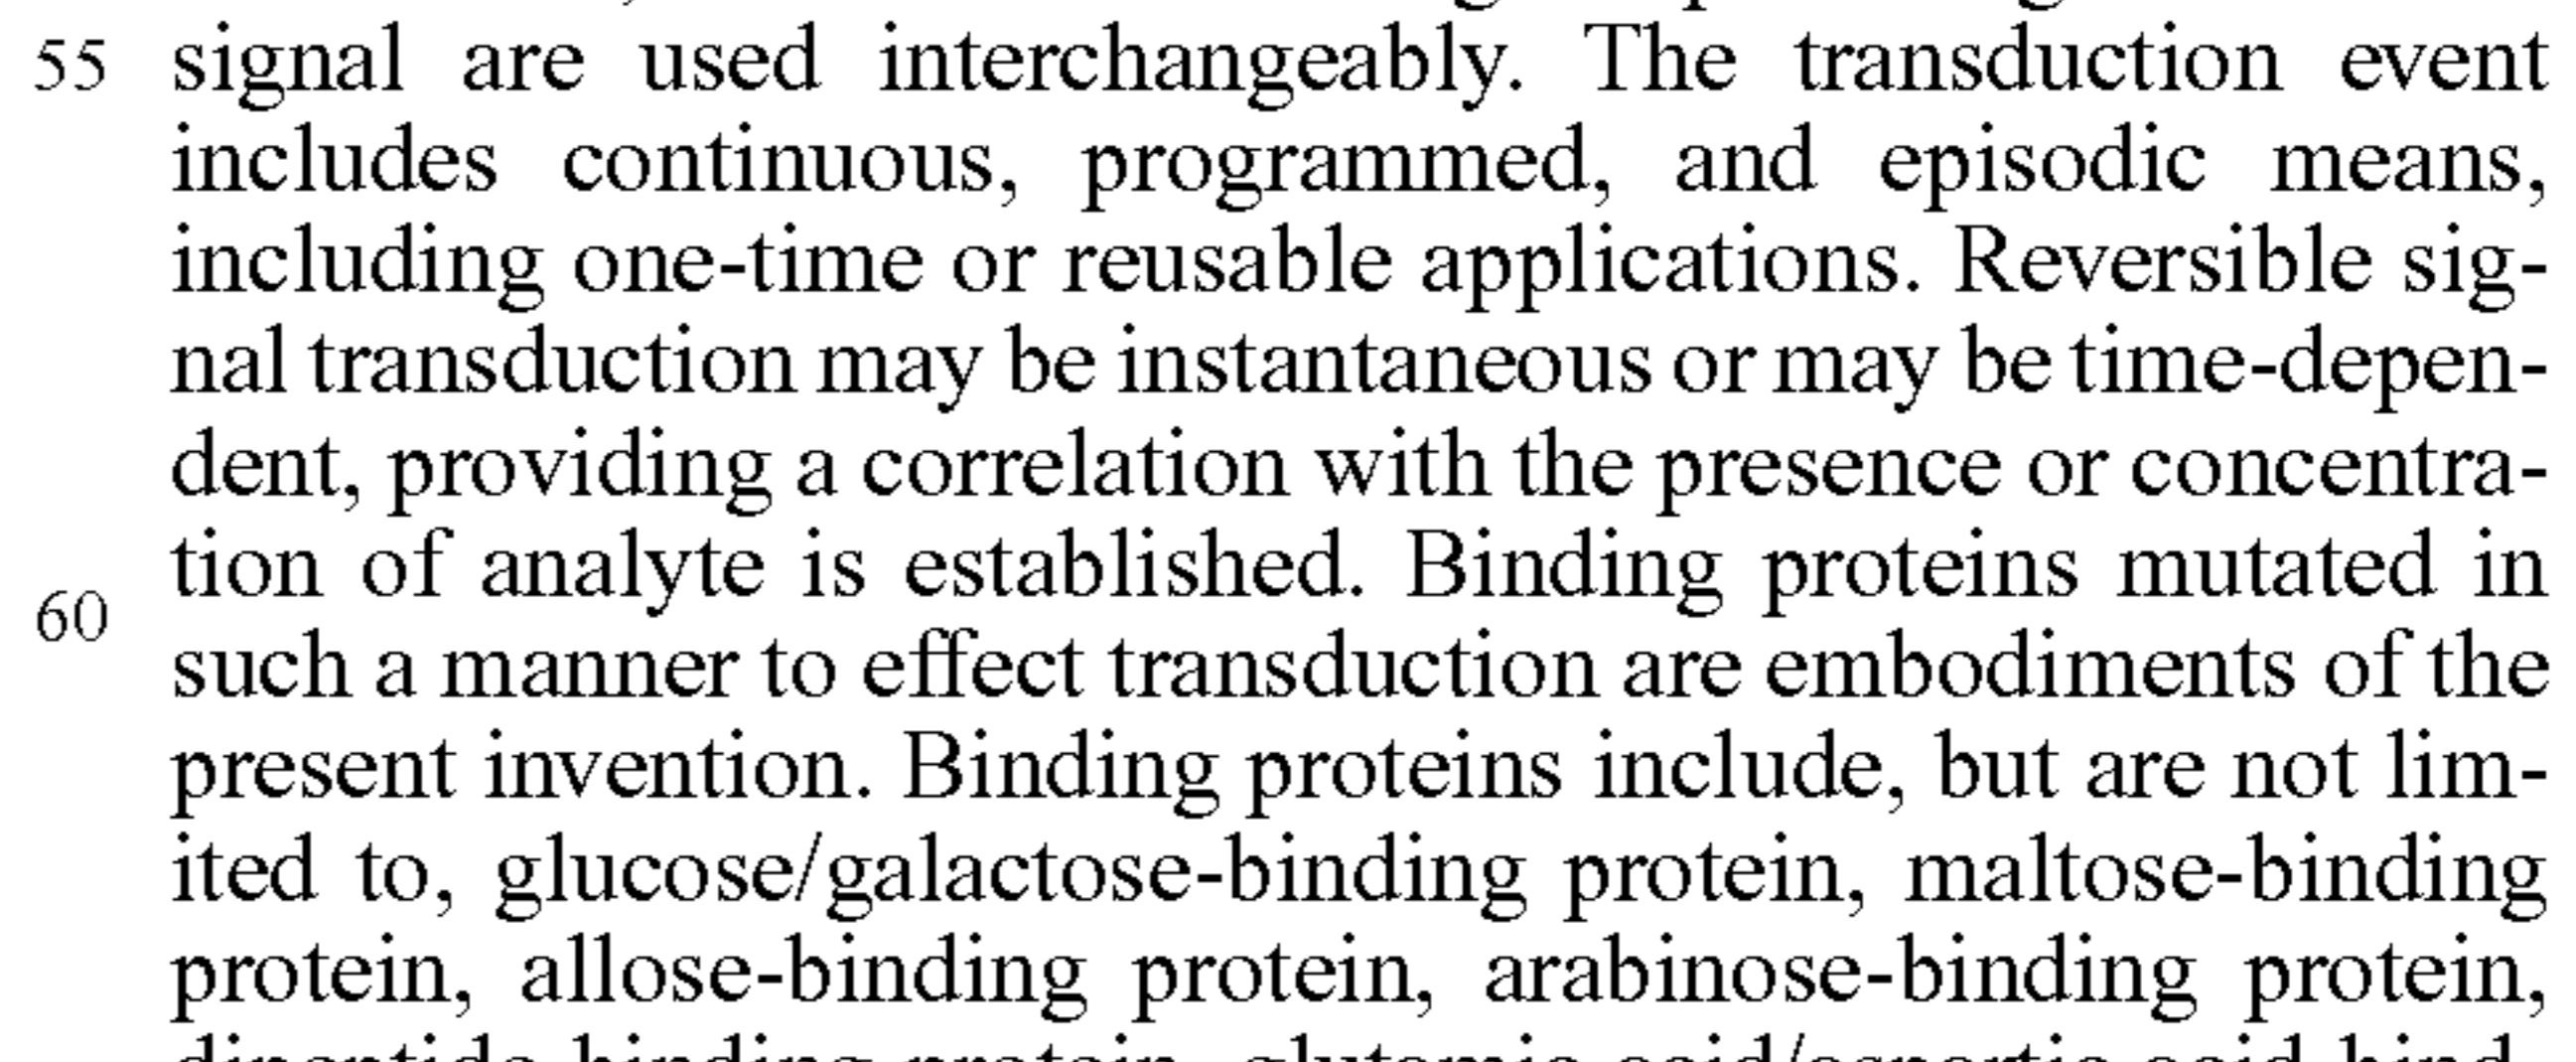 55 signal are used interchangeably. The transduction event
includes continuous, programmed, and episodic means,
including one-time or reusable applications. Reversible sig-
nal transduction may be instantaneous or may be time-depen-
dent, providing a correlation with the presence or concentra-
tion of analyte is established. Binding proteins mutated in
60
such a manner to effect transduction are embodiments of the
present invention. Binding proteins include, but are not lim-
ited to, glucose/galactose-binding protein, maltose-binding
protein, allose-binding protein, arabinose-binding protein,